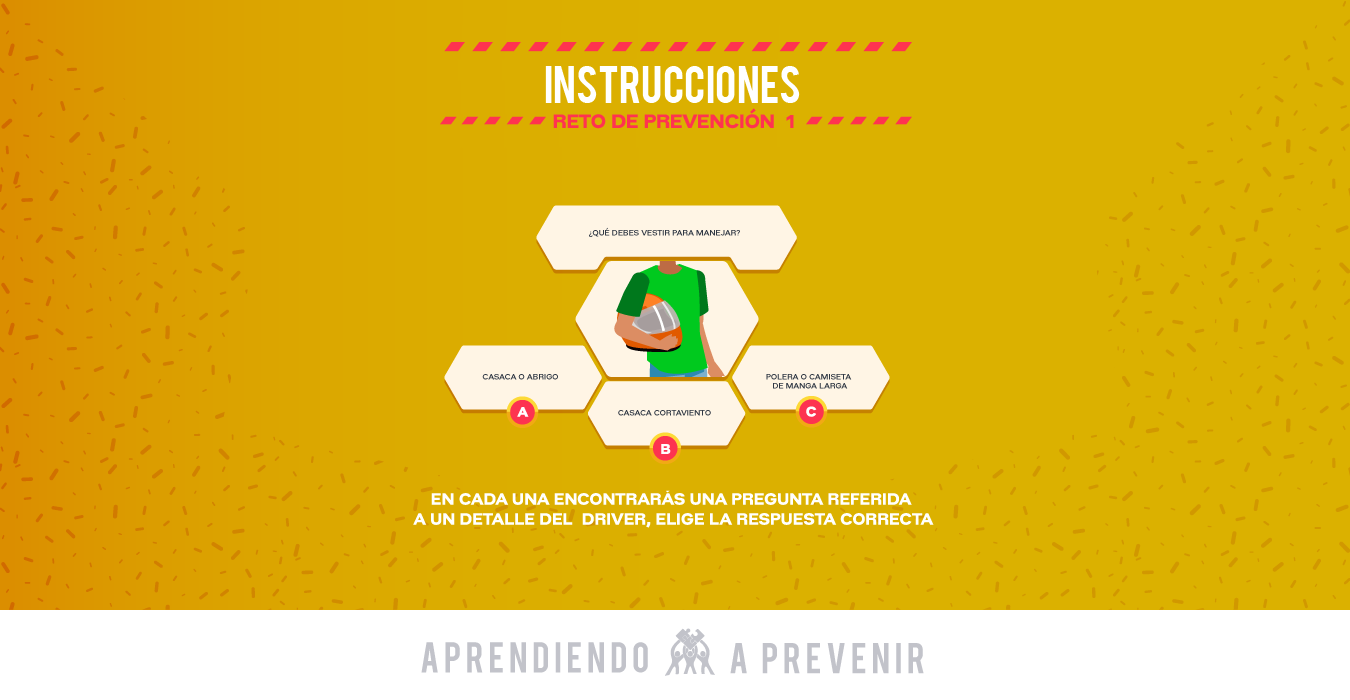 INSTRUCCIONES
RETO DE PREVENCIÓN 1
¿QUÉ DEBES VESTIR PARA MANEJAR?
CASACA O ABRIGO
A
CASACA CORTAVIENTO
B
POLERA O CAMISETA
DE MANGA LARGA
C
EN CADA UNA ENCONTRARÁS UNA PREGUNTA REFERIDA
A UN DETALLE DEL DRIVER, ELIGE LA RESPUESTA CORRECTA
APRENDIENDO A PREVENIR